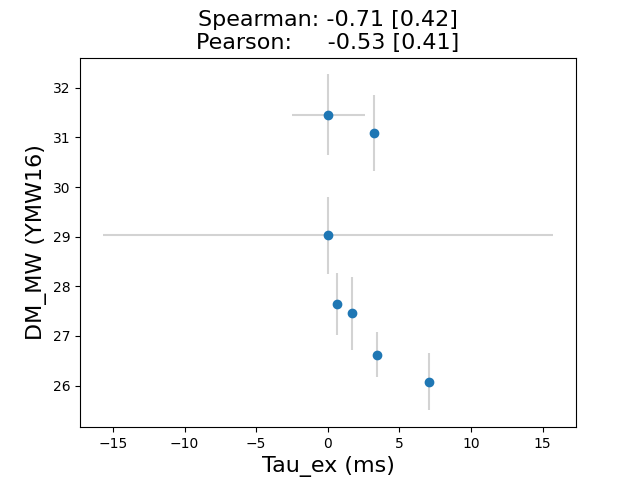 Spearman: -0.71 [0.42]
Pearson: -0.53 [0.41]
32
31
30
29
28
27
26
DM_MW (YMW16)
−15 −10 −5 0 5 10 15
Tau_ex (ms)